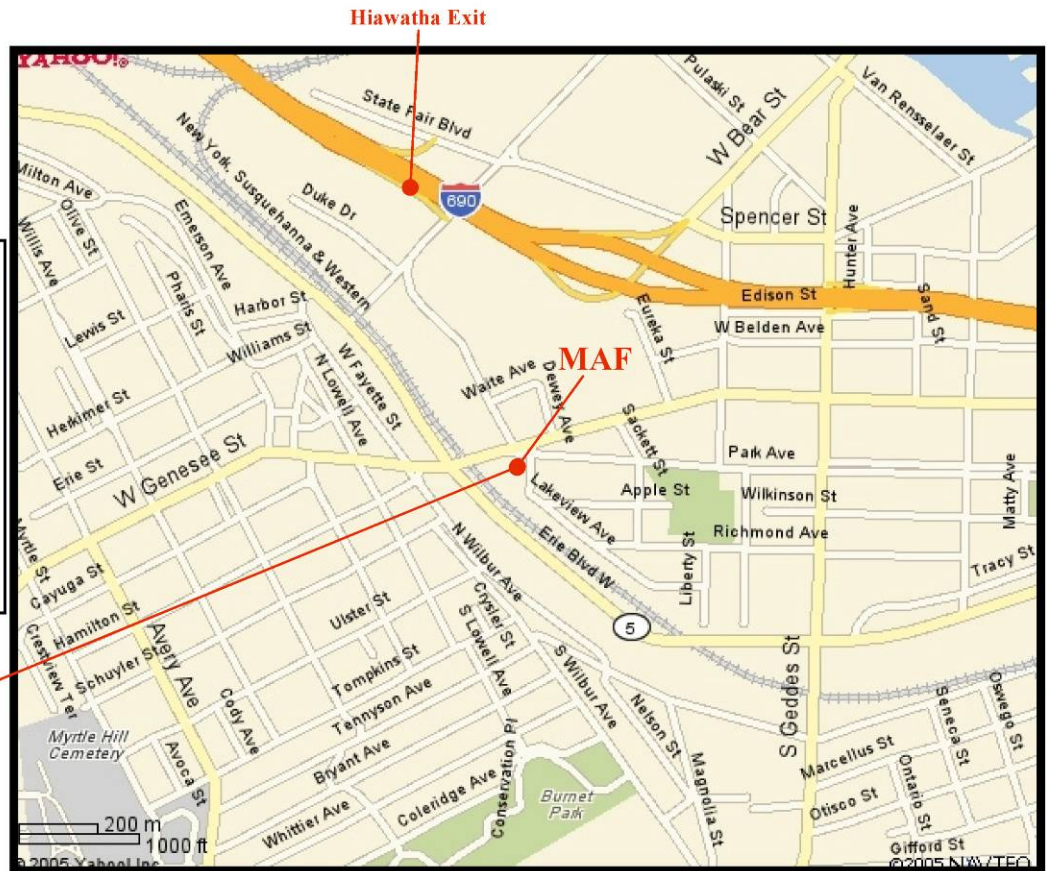 Hiawatha Exit
YAHOO!®
State Fair Blvd
Pulaski St
Van Rensselaer St
W Bear St
New York, Susquehanna & Western
Milton Ave
Olive St
Willis Ave
Emerson Ave
Duke Dr
690
Spencer St
Hunter Ave
Pharis St
Harbor St
Edison St
Sand St
Lewis St
Williams St
Eureka St
W Belden Ave
N Lowell Ave
W Fayette St
MAF
Waite Ave
Dewey Ave
Herkimer St
Sackett St
W Genesee St
Park Ave
Erie St
Lakeview Ave
Apple St
Wilkinson St
Matty Ave
Richmond Ave
Myrtle St
Erie Blvd W
N Wilbur Ave
Liberty St
Tracy St
Cayuga St
Crysler St
Ulster St
Hamilton St
5
Crestview Ter
Avery Ave
S Lowell Ave
Schuyler St
Tompkins St
S Wilbur Ave
S Geddes St
Tennyson Ave
Cody Ave
Nelson St
Seneca St
Oswego St
Myrtle Hill
Cemetery
Avoca St
Bryant Ave
Conservation Pl
Marcellus St
Ontario St
Coleridge Ave
Burnet
Park
Magnolia St
Whittier Ave
Otisco St
200 m
1000 ft
Gifford St
©2005 Yahoo! Inc
©2005 NAVTEQ